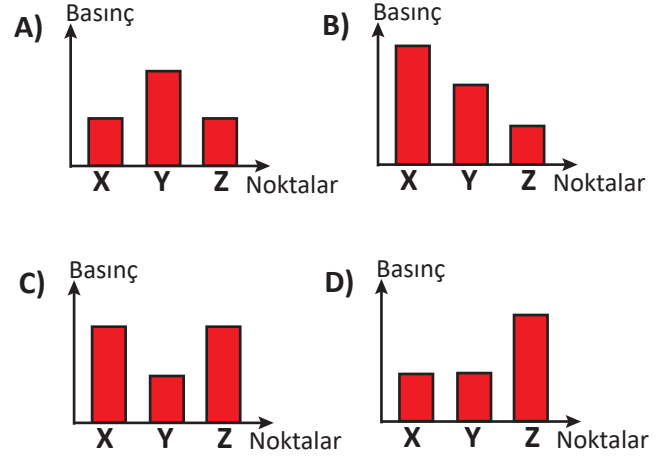 A) Basınç
X Y Z Noktalar
B) Basınç
X Y Z Noktalar
C) Basınç
X Y Z Noktalar
D) Basınç
X Y Z Noktalar